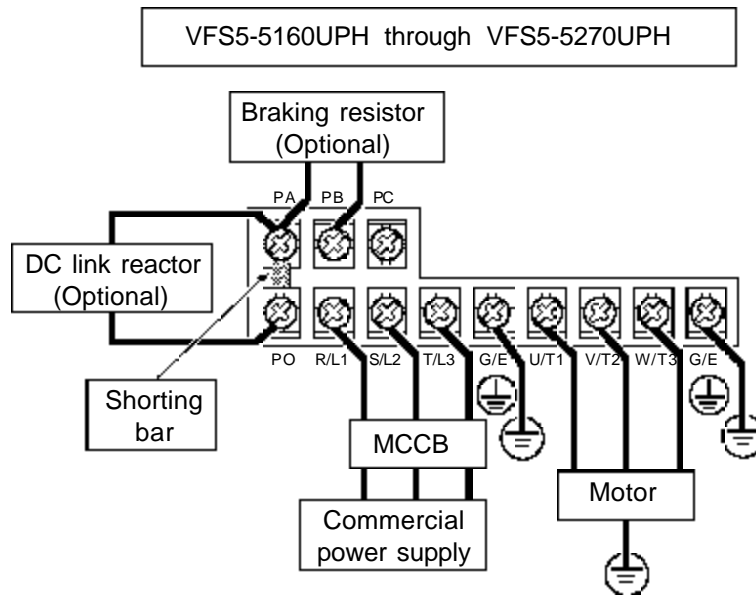 VFS5-5160UPH through VFS5-5270UPH
Braking resistor
(Optional)
PA PB PC
DC link reactor
(Optional)
PO R/L1 S/L2 T/L3 G/E U/T1 V/T2 W/T3 G/E
Shorting
bar
MCCB
Motor
Commercial
power supply